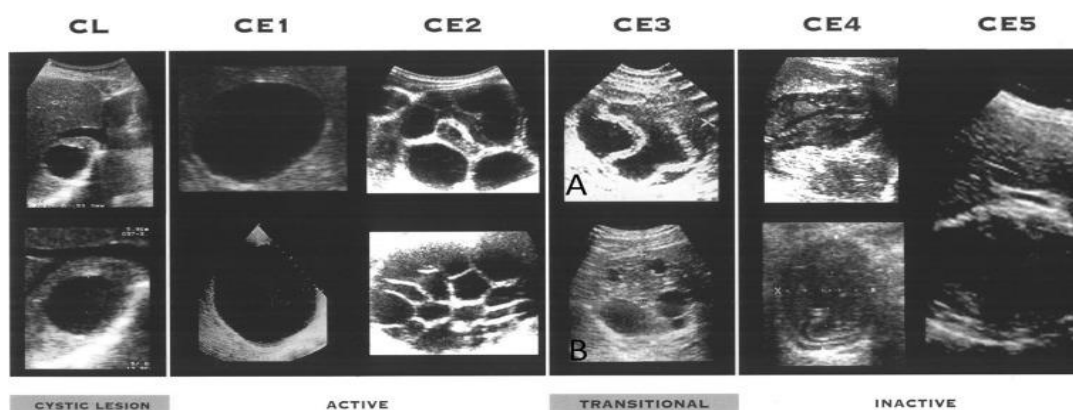 CL CE1 CE2 CE3 CE4 CE5
A
B
CYSTIC LESION ACTIVE TRANSITIONAL INACTIVE